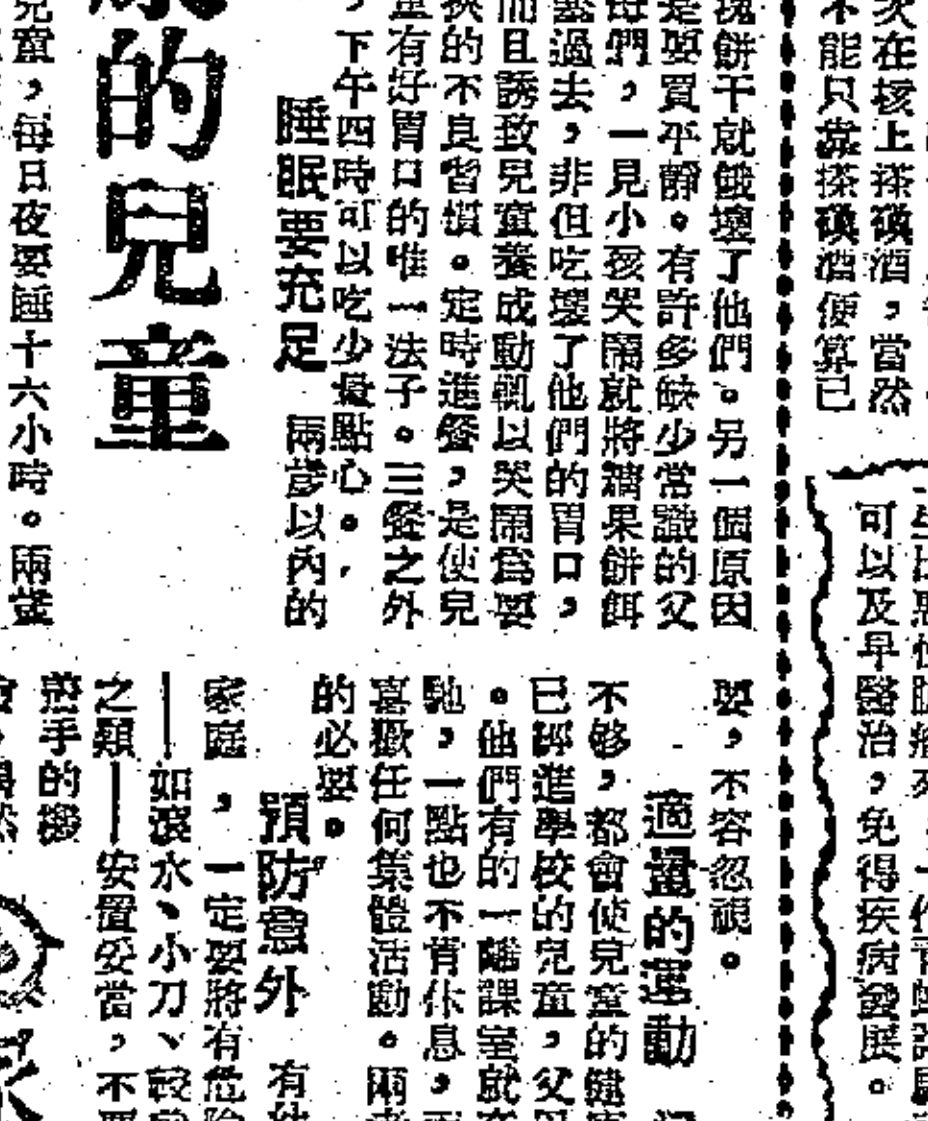 次在核上搽碘酒，當然
不能只靠搽碘酒便算已
可以及早醫治，免得疾病發展。
塊餅干就餓壞了他們。另一個原因
是要買平靜。有許多缺少常識的父
母們，一見小孩哭鬧就將糖果餅餌
塞過去，非但吃壞了他們的胃口，
而且誘致兒童養成動輒以哭鬧爲要
挾的不良習慣。定時進餐，是使兒
童有好胃口的唯一法子。三餐之外
，下午四時可以吃少量點心。
睡眠要充足 兩歲以內的
的兒童
兒童，每日夜要睡十六小時。兩歲
要，不容忽視。
適量的運動
不够，都會使兒童的健
已經進學校的兒童，父
。他們有的一離課室就
馳，一點也不肯休息，
喜歡任何集體活動。兩
的必要。
預防意外 有
家庭，一定要將有危險
——如滾水、小刀、
之類——安置妥當，不要
手的